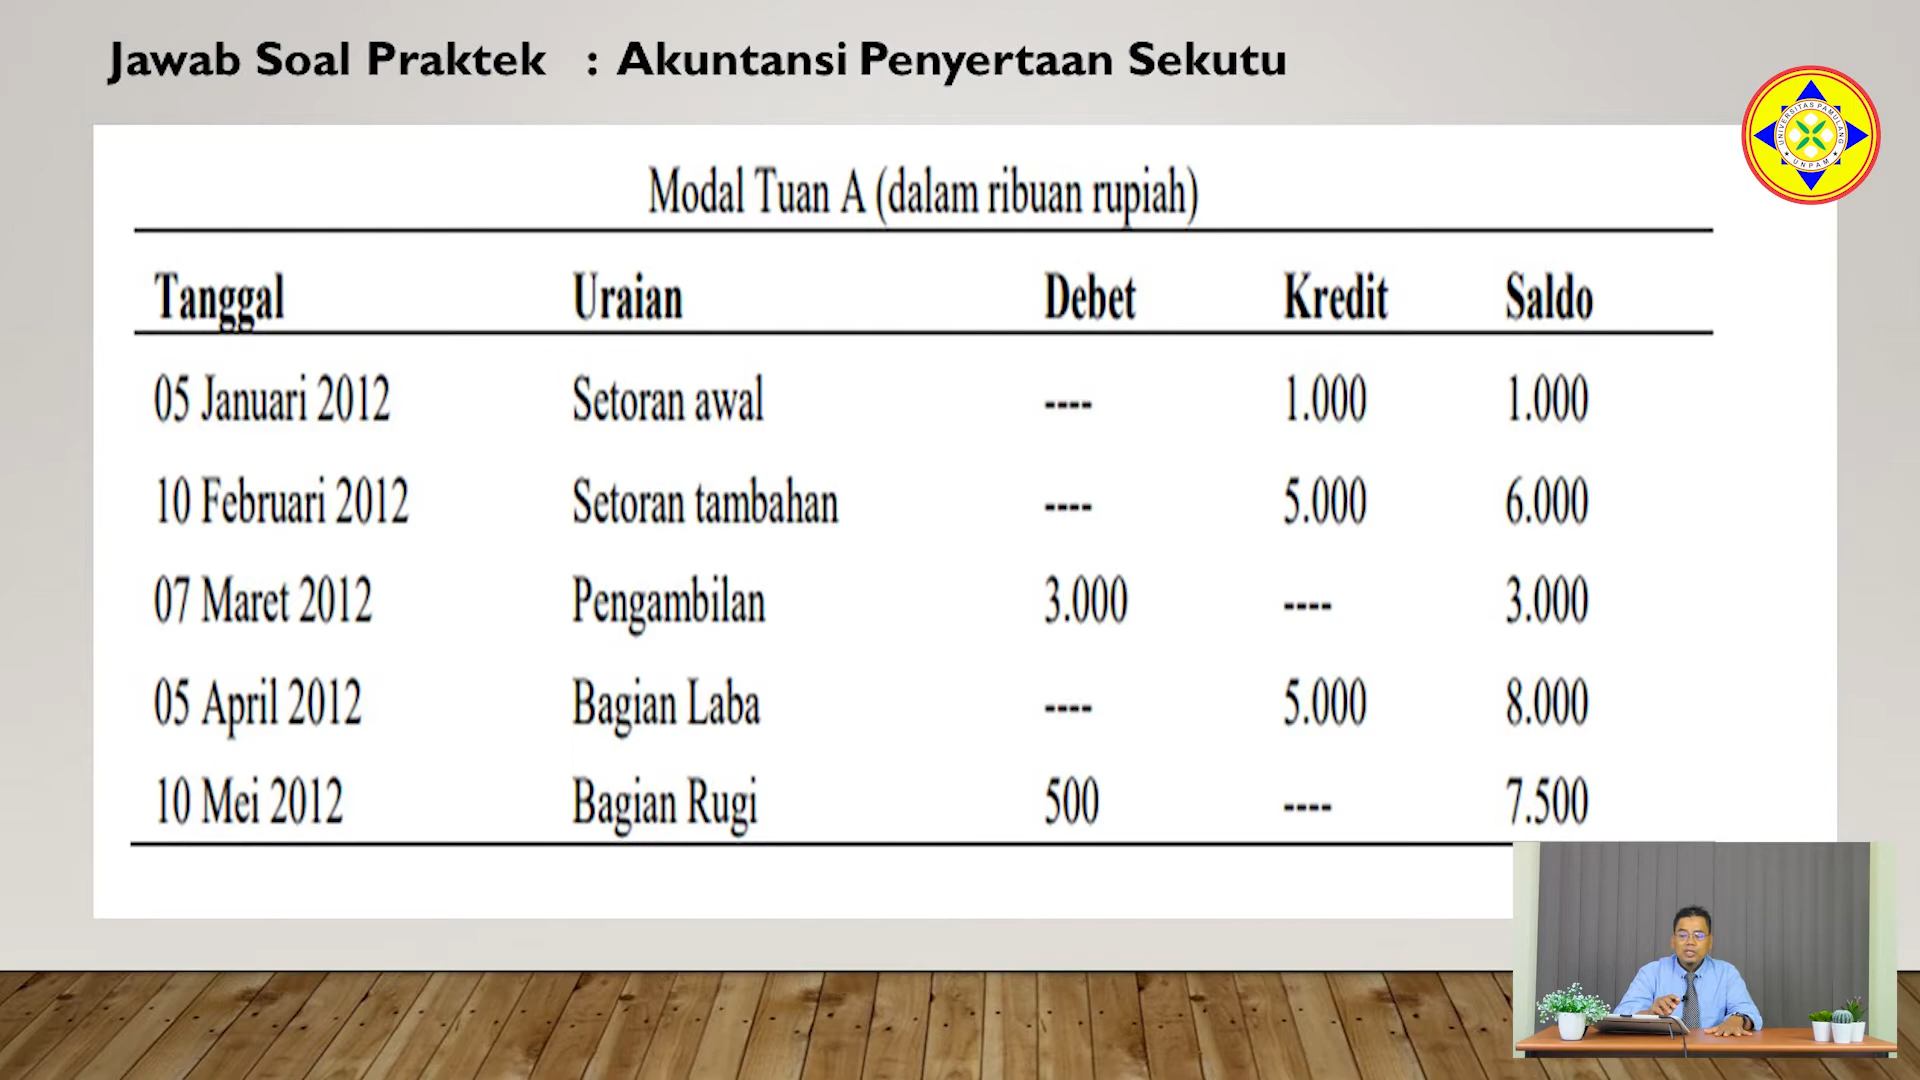 Jawab Soal Praktek : Akuntansi Penyertaan Sekutu
UNIVERSITAS PAMULANG
UNPAM
Modal Tuan A (dalam ribuan rupiah)
Tanggal Uraian Debet Kredit Saldo
05 Januari 2012 Setoran awal ---- 1.000 1.000
10 Februari 2012 Setoran tambahan ---- 5.000 6.000
07 Maret 2012 Pengambilan 3.000 ---- 3.000
05 April 2012 Bagian Laba ---- 5.000 8.000
10 Mei 2012 Bagian Rugi 500 ---- 7.500